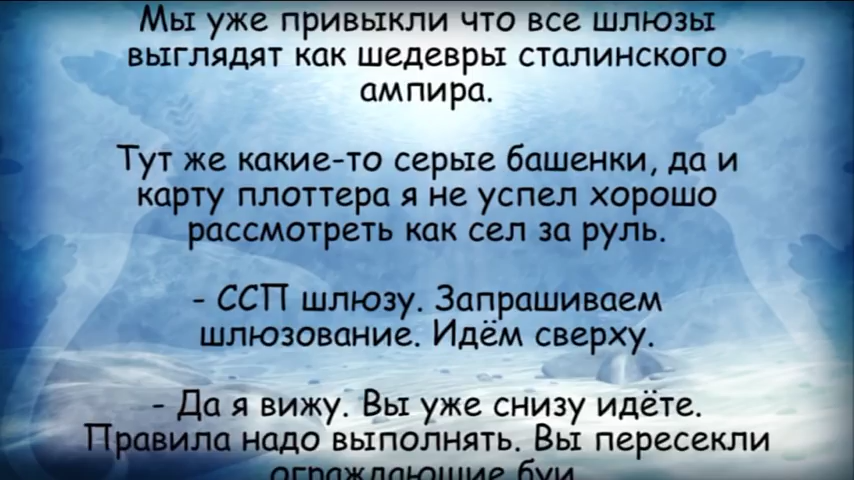 Мы уже привыкли что все шлюзы
выглядят как шедевры сталинского
ампира.
Тут же какие-то серые башенки, да и
карту плоттера я не успел хорошо
рассмотреть как сел за руль.
- ССП шлюзу. Запрашиваем
шлюзование. Идём сверху.
- Да я вижу. Вы уже снизу идёте.
Правила надо выполнять. Вы пересекли
ограждающие буи